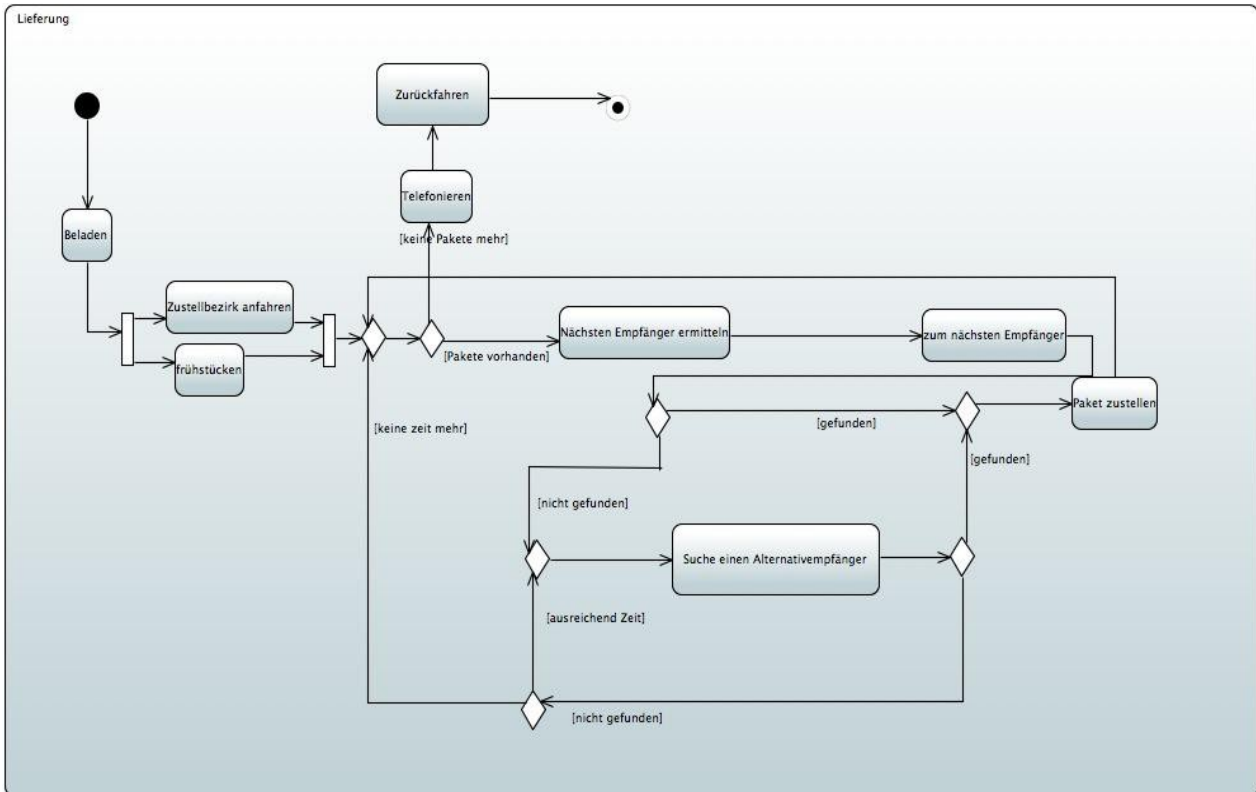 Lieferung
Zurückfahren
Telefonieren
[keine Pakete mehr]
Beladen
Zustellbezirk anfahren
frühstücken
Nächsten Empfänger ermitteln
zum nächsten Empfänger
[Pakete vorhanden]
Paket zustellen
[keine zeit mehr]
[gefunden]
[gefunden]
[nicht gefunden]
Suche einen Alternativempfänger
[ausreichend Zeit]
[nicht gefunden]